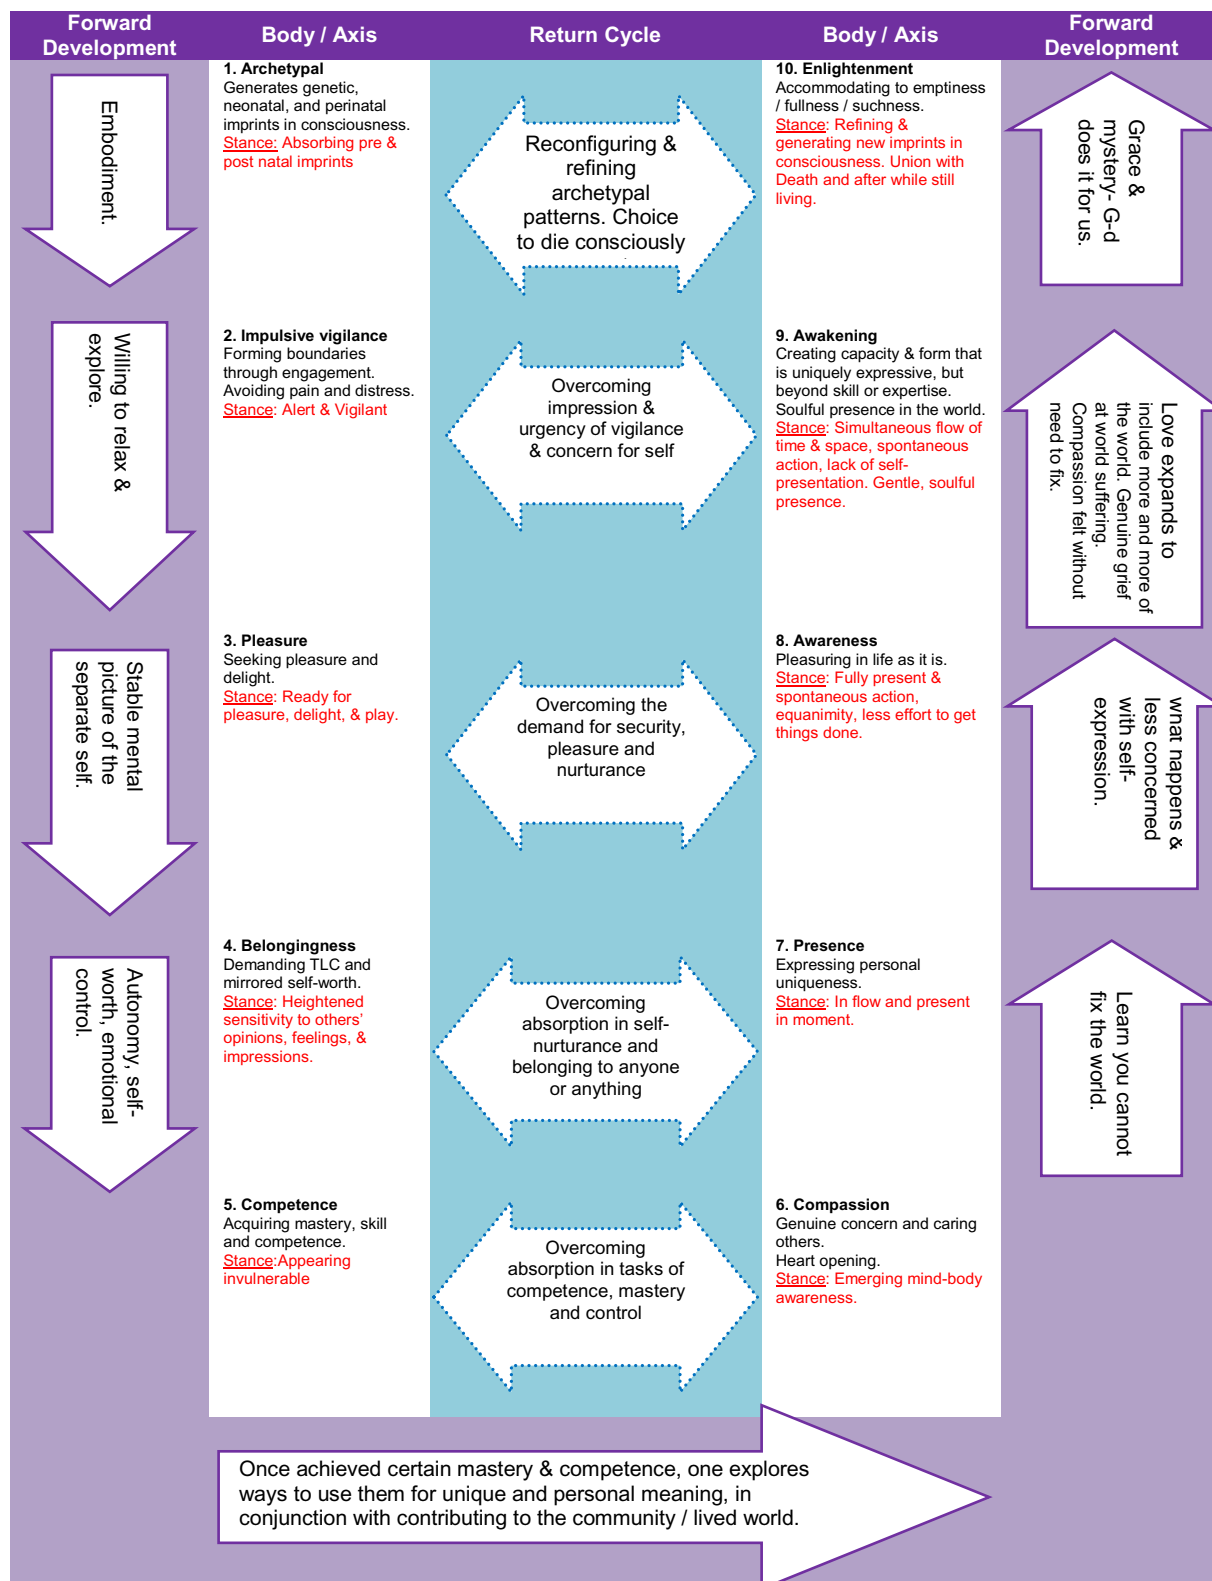 Forward
Development
Body / Axis
Return Cycle
Body / Axis
Forward
Development
Embodiment.
1. Archetypal
Generates genetic,
neonatal, and perinatal
imprints in consciousness.
Stance: Absorbing pre &
post natal imprints
Reconfiguring &
refining
archetypal
patterns. Choice
to die consciously
10. Enlightenment
Accommodating to emptiness
/ fullness / suchness.
Stance: Refining &
generating new imprints in
consciousness. Union with
Death and after while still
living.
Grace &
mystery- G-d
does it for us.
Willing to relax &
explore.
2. Impulsive vigilance
Forming boundaries
through engagement.
Avoiding pain and distress.
Stance: Alert & Vigilant
Overcoming
impression &
urgency of vigilance
& concern for self
9. Awakening
Creating capacity & form that
is uniquely expressive, but
beyond skill or expertise.
Soulful presence in the world.
Stance: Simultaneous flow of
time & space, spontaneous
action, lack of self-
presentation. Gentle, soulful
presence.
Love expands to
include more and more of
the world. Genuine grief
at world suffering.
Compassion felt without
need to fix.
Stable mental
picture of the
separate self.
3. Pleasure
Seeking pleasure and
delight.
Stance: Ready for
pleasure, delight, & play.
Overcoming the
demand for security,
pleasure and
nurturance
8. Awareness
Pleasuring in life as it is.
Stance: Fully present &
spontaneous action,
equanimity, less effort to get
things done.
what happens &
less concerned
with self-
expression.
Autonomy, self-
worth, emotional
control.
4. Belongingness
Demanding TLC and
mirrored self-worth.
Stance: Heightened
sensitivity to others'
opinions, feelings, &
impressions.
Overcoming
absorption in self-
nurturance and
belonging to anyone
or anything
7. Presence
Expressing personal
uniqueness.
Stance: In flow and present
in moment.
Learn you cannot
fix the world.
5. Competence
Acquiring mastery, skill
and competence.
Stance:Appearing
invulnerable
Overcoming
absorption in tasks of
competence, mastery
and control
6. Compassion
Genuine concern and caring
others.
Heart opening.
Stance: Emerging mind-body
awareness.
Once achieved certain mastery & competence, one explores
ways to use them for unique and personal meaning, in
conjunction with contributing to the community / lived world.